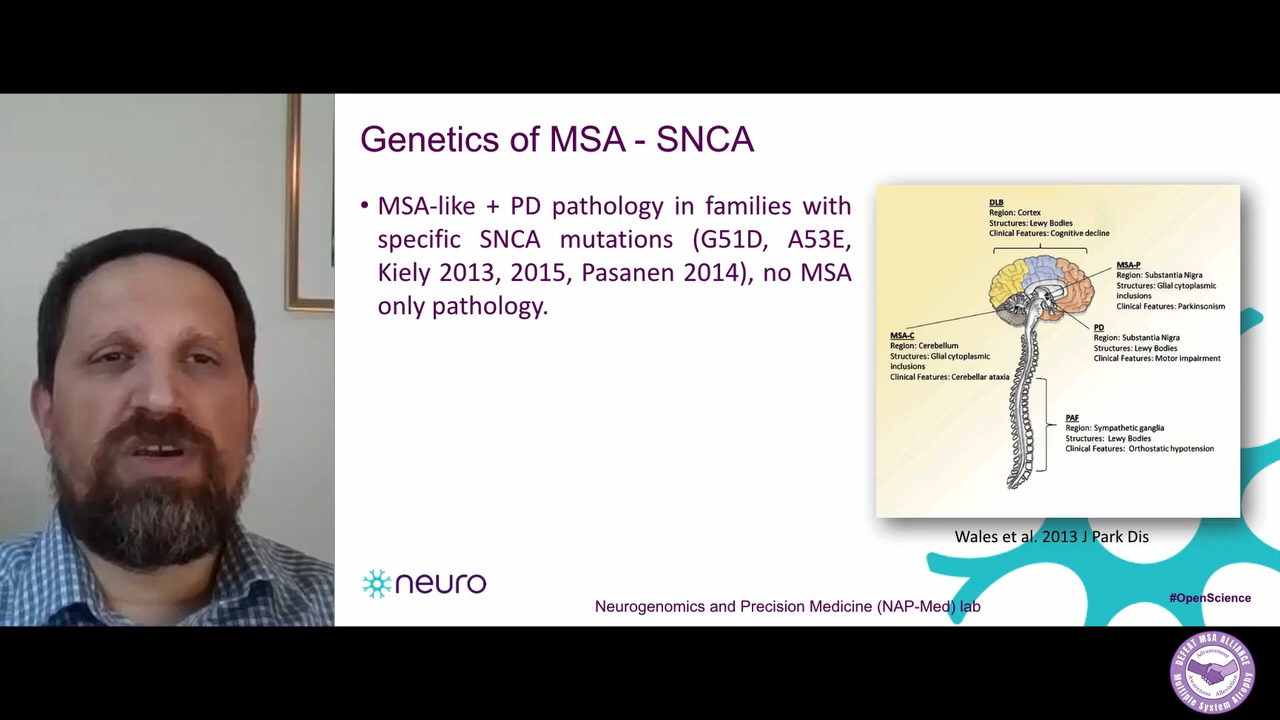 Genetics of MSA - SNCA
• MSA-like + PD pathology in families with
specific SNCA mutations (G51D, A53E,
Kiely 2013, 2015, Pasanen 2014), no MSA
only pathology.
DLB
Region: Cortex
Structures: Lewy Bodies
Clinical Features: Cognitive decline
MSA-P
Region: Substantia Nigra
Structures: Glial cytoplasmic
inclusions
Clinical Features: Parkinsonism
PD
Region: Substantia Nigra
Structures: Lewy Bodies
Clinical Features: Motor impairment
MSA-C
Region: Cerebellum
Structures: Glial cytoplasmic
inclusions
Clinical Features: Cerebellar ataxia
PAF
Region: Sympathetic ganglia
Structures: Lewy Bodies
Clinical Features: Orthostatic hypotension
Wales et al. 2013 J Park Dis
neuro
Neurogenomics and Precision Medicine (NAP-Med) lab
#OpenScience
DEFEAT MSA ALLIANCE
Advancement
Awareness Alleviation
Multiple System Atrophy